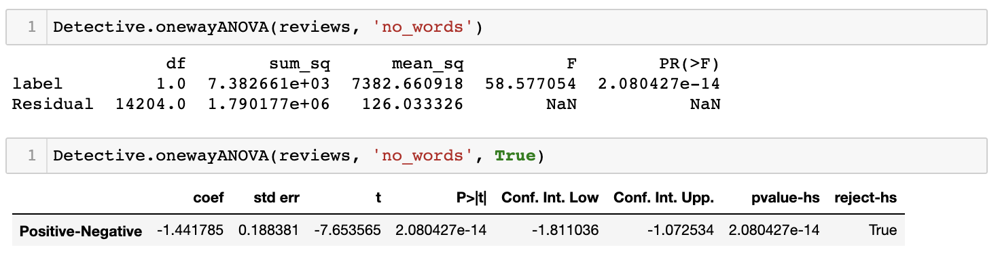 1 Detective.onewayANOVA(reviews, 'no_words')
df sum_sq mean_sq F PR(>F)
label 1.0 7.382661e+03 7382.660918 58.577054 2.080427e-14
Residual 14204.0 1.790177e+06 126.033326 NaN NaN
1 Detective.onewayANOVA(reviews, 'no_words', True)
coef std err t P>|t| Conf. Int. Low Conf. Int. Upp. pvalue-hs reject-hs
Positive-Negative -1.441785 0.188381 -7.653565 2.080427e-14 -1.811036 -1.072534 2.080427e-14 True